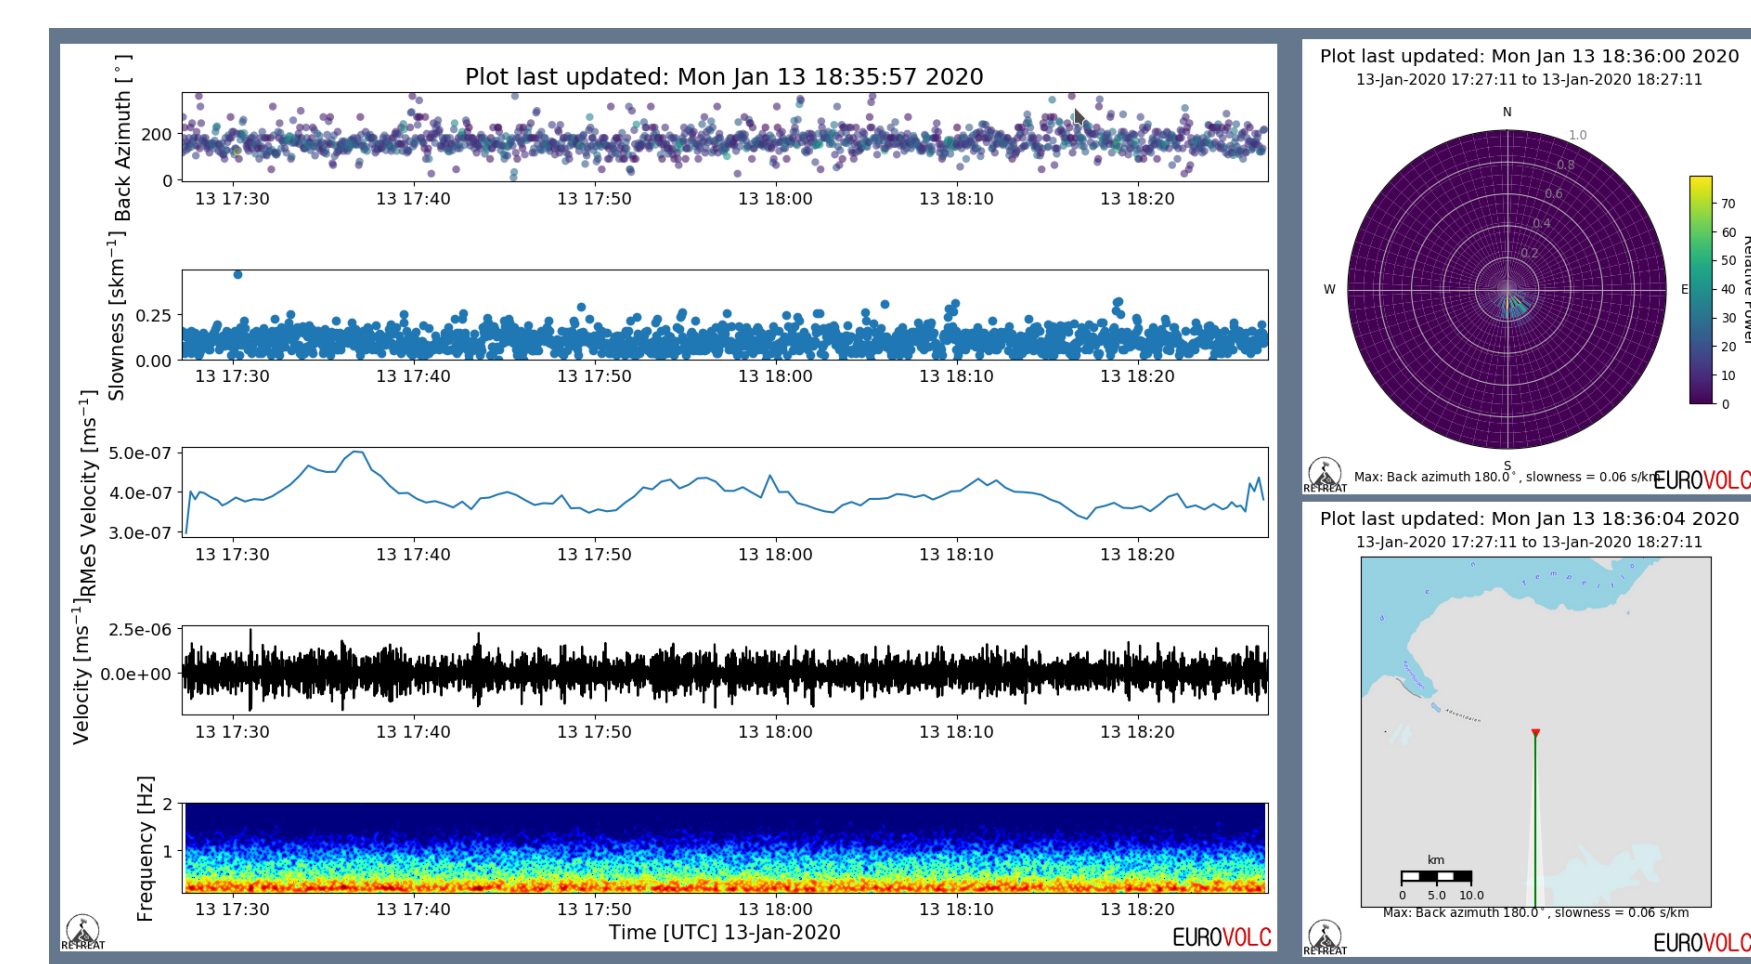 Plot last updated: Mon Jan 13 18:35:57 2020
Back Azimuth [°]
200
0
13 17:30 13 17:40 13 17:50 13 18:00 13 18:10 13 18:20
Slowness [skm⁻¹]
0.25
0.00
13 17:30 13 17:40 13 17:50 13 18:00 13 18:10 13 18:20
RMeS Velocity [ms⁻¹]
5.0e-07
4.0e-07
3.0e-07
13 17:30 13 17:40 13 17:50 13 18:00 13 18:10 13 18:20
Velocity [ms⁻¹]
2.5e-06
0.0e+00
13 17:30 13 17:40 13 17:50 13 18:00 13 18:10 13 18:20
Frequency [Hz]
2
1
13 17:30 13 17:40 13 17:50 13 18:00 13 18:10 13 18:20
Time [UTC] 13-Jan-2020
RETREAT
EUROVOLC
Plot last updated: Mon Jan 13 18:36:00 2020
13-Jan-2020 17:27:11 to 13-Jan-2020 18:27:11
N
1.0
0.8
0.6
0.4
0.2
W
E
S
70
60
50
40
30
20
10
0
Relative Power
Max: Back azimuth 180.0°, slowness = 0.06 s/km
RETREAT
EUROVOLC
Plot last updated: Mon Jan 13 18:36:04 2020
13-Jan-2020 17:27:11 to 13-Jan-2020 18:27:11
Adventdalen
km
0 5.0 10.0
Max: Back azimuth 180.0°, slowness = 0.06 s/km
RETREAT
EUROVOLC